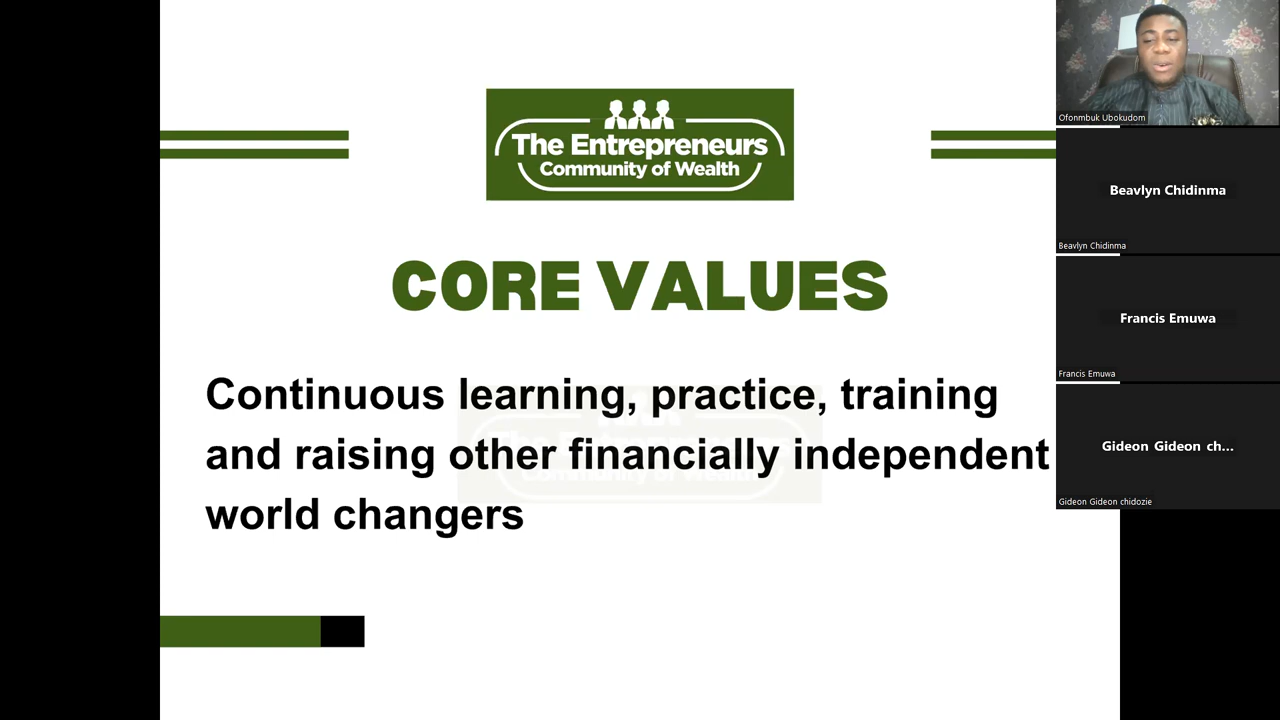 The Entrepreneurs
Community of Wealth
CORE VALUES
Continuous learning, practice, training
and raising other financially independent
world changers
Ofonmbuk Ubokudom
Beavlyn Chidinma
Beavlyn Chidinma
Francis Emuwa
Francis Emuwa
Gideon Gideon ch...
Gideon Gideon chidozie